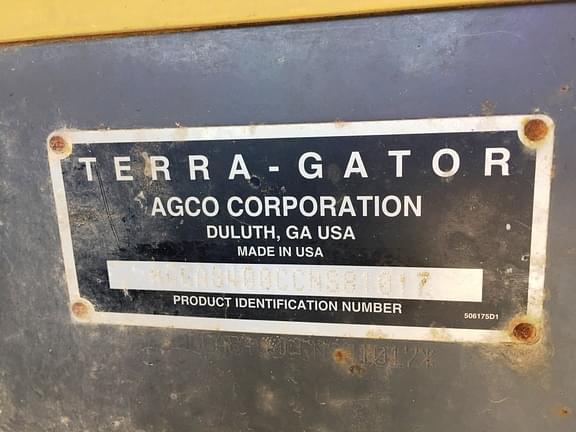 TERRA-GATOR
AGCO CORPORATION
DULUTH, GA USA
MADE IN USA
PRODUCT IDENTIFICATION NUMBER
506175D1